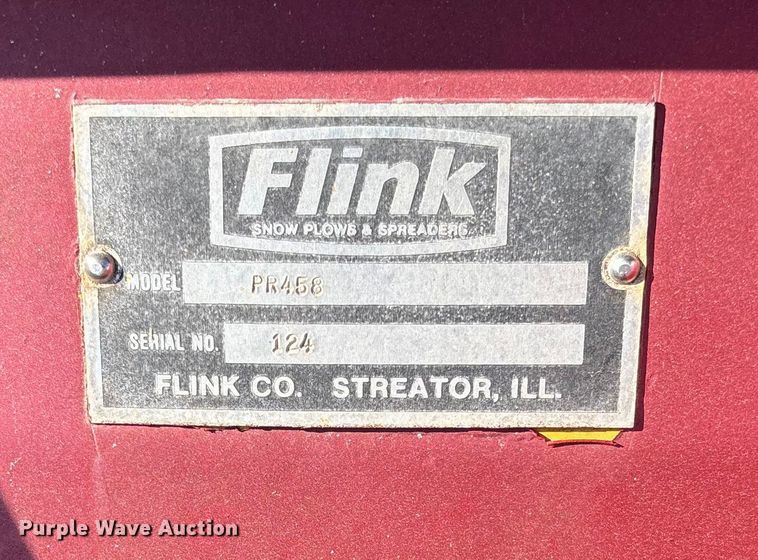 Flink
SNOW PLOWS & SPREADERS
MODEL PR458
SERIAL NO. 124
FLINK CO. STREATOR, ILL.
Purple Wave Auction